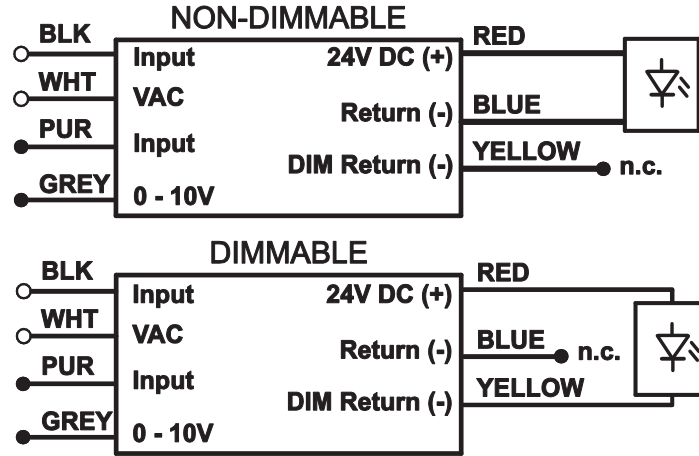 NON-DIMMABLE
BLK
Input
24V DC (+)
RED
WHT
VAC
Return (-)
BLUE
PUR
Input
DIM Return (-)
YELLOW
n.c.
GREY
0 - 10V
DIMMABLE
BLK
Input
24V DC (+)
RED
WHT
VAC
Return (-)
BLUE
n.c.
PUR
Input
DIM Return (-)
YELLOW
GREY
0 - 10V